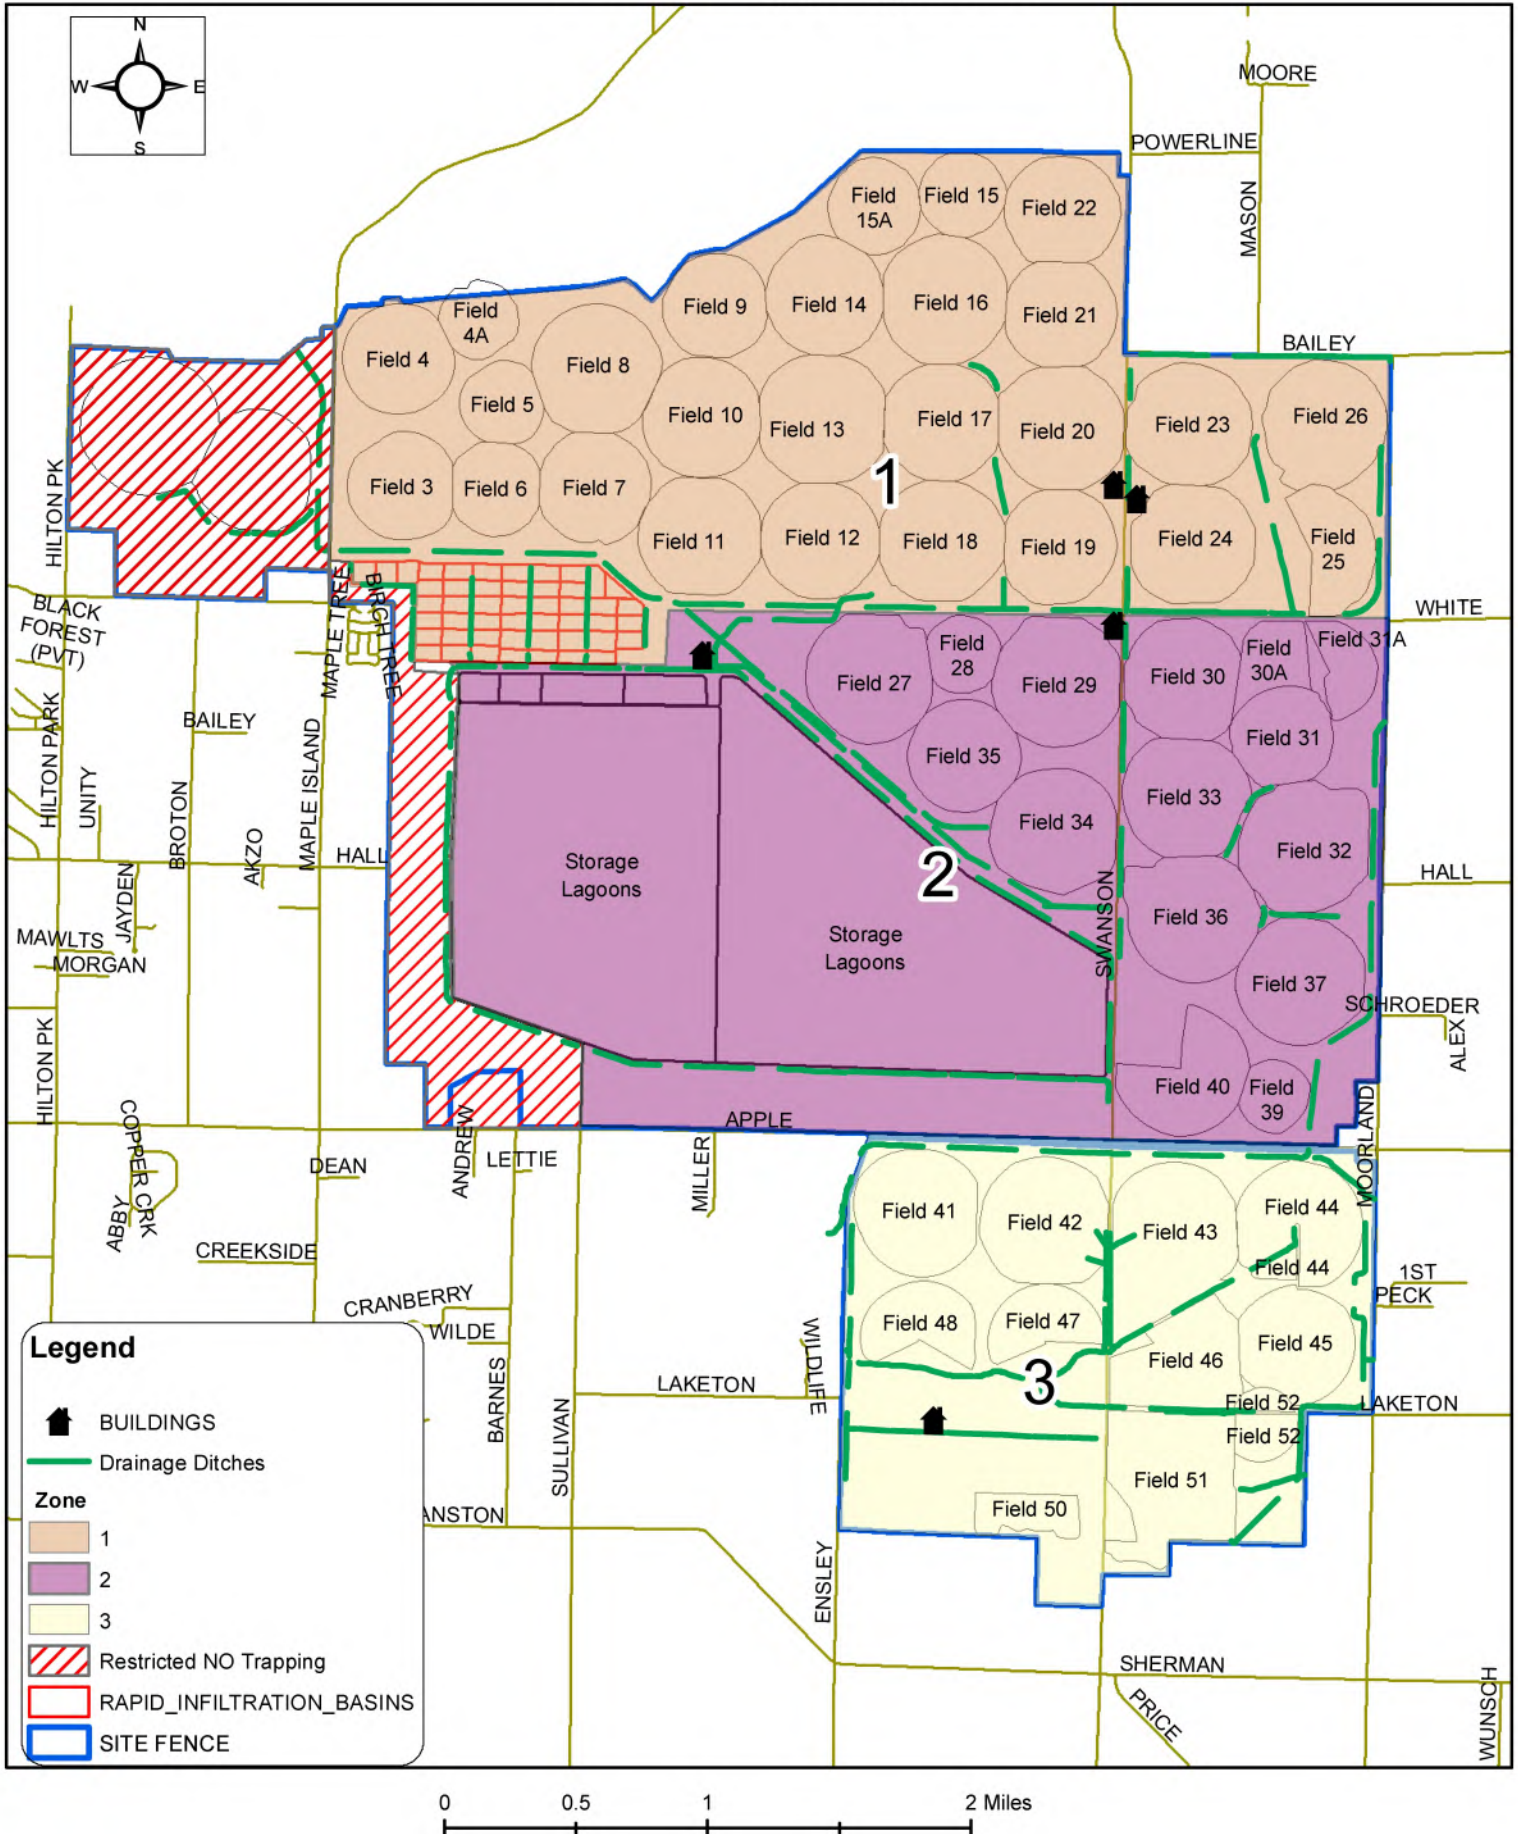 N
W
E
S
MOORE
POWERLINE
MASON
Field
15A
Field 15
Field 22
Field 9
Field 14
Field 16
Field 21
Field
4A
Field 4
Field 8
Field 5
Field 10
Field 13
Field 17
Field 20
BAILEY
Field 23
Field 26
Field 3
Field 6
Field 7
1
Field 11
Field 12
Field 18
Field 19
Field 24
Field
25
HILTON PK
BLACK
FOREST
(PVT)
MAPLE TREE
BIRCH TREE
WHITE
Field 27
Field
28
Field 29
Field 30
Field
30A
Field 31A
Field 31
Field 35
Field 33
Field 34
Field 32
HILTON PARK
UNITY
BAILEY
BROTON
MAPLE ISLAND
AKZO
HALL
HALL
Storage
Lagoons
2
Storage
Lagoons
SWANSON
Field 36
Field 37
JAYDEN
MAWLTS
MORGAN
SCHROEDER
ALEX
Field 40
Field
39
HILTON PK
COPPER CRK
ABBY
DEAN
ANDREW
LETTIE
APPLE
MILLER
MOORLAND
CREEKSIDE
CRANBERRY
WILDE
BARNES
SULLIVAN
LAKETON
WILDLIFE
Field 41
Field 42
Field 43
Field 44
Field 44
1ST
PECK
Field 48
Field 47
Field 46
Field 45
3
Field 52
LAKETON
Field 52
Field 51
Field 50
ANSTON
ENSLEY
SHERMAN
PRICE
WUNSCH
Legend
BUILDINGS
Drainage Ditches
Zone
1
2
3
Restricted NO Trapping
RAPID_INFILTRATION_BASINS
SITE FENCE
0 0.5 1 2 Miles